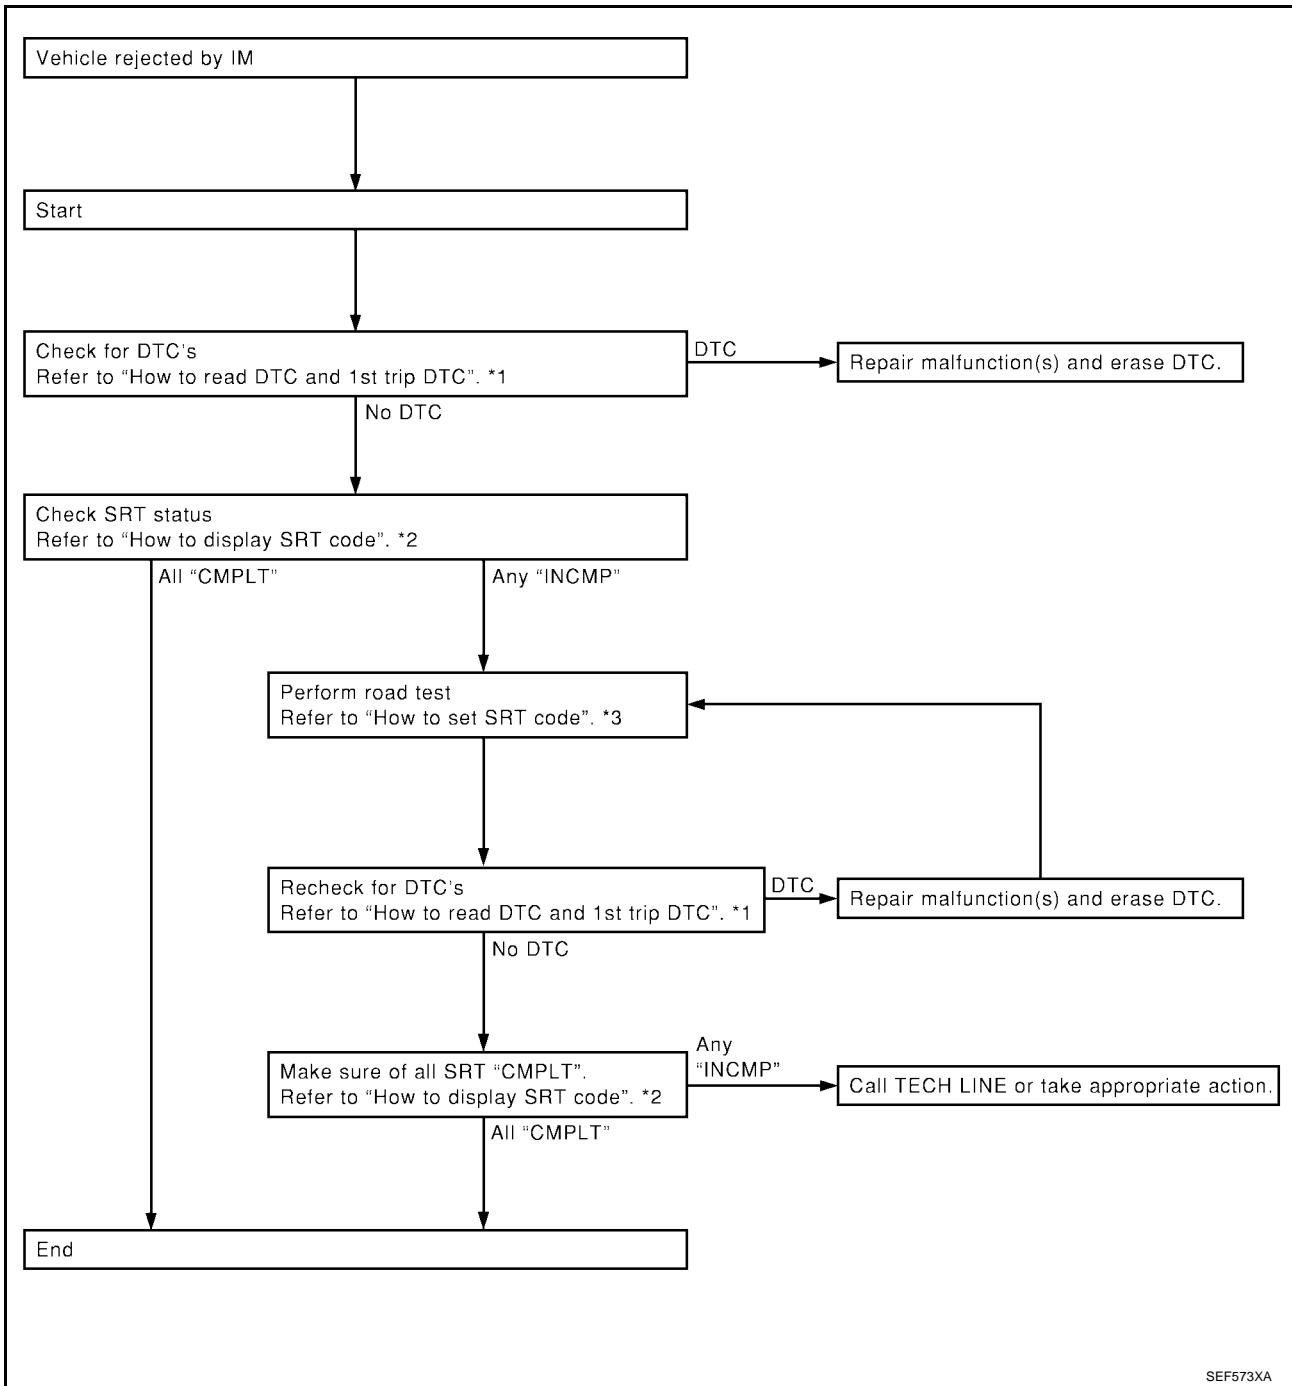 Vehicle rejected by IM
Start
Check for DTC's
Refer to “How to read DTC and 1st trip DTC”. *1
DTC
Repair malfunction(s) and erase DTC.
No DTC
Check SRT status
Refer to “How to display SRT code”. *2
All “CMPLT”
Any “INCMP”
Perform road test
Refer to “How to set SRT code”. *3
Recheck for DTC's
Refer to “How to read DTC and 1st trip DTC”. *1
DTC
Repair malfunction(s) and erase DTC.
No DTC
Make sure of all SRT “CMPLT”.
Refer to “How to display SRT code”. *2
Any
“INCMP”
Call TECH LINE or take appropriate action.
All “CMPLT”
End
SEF573XA